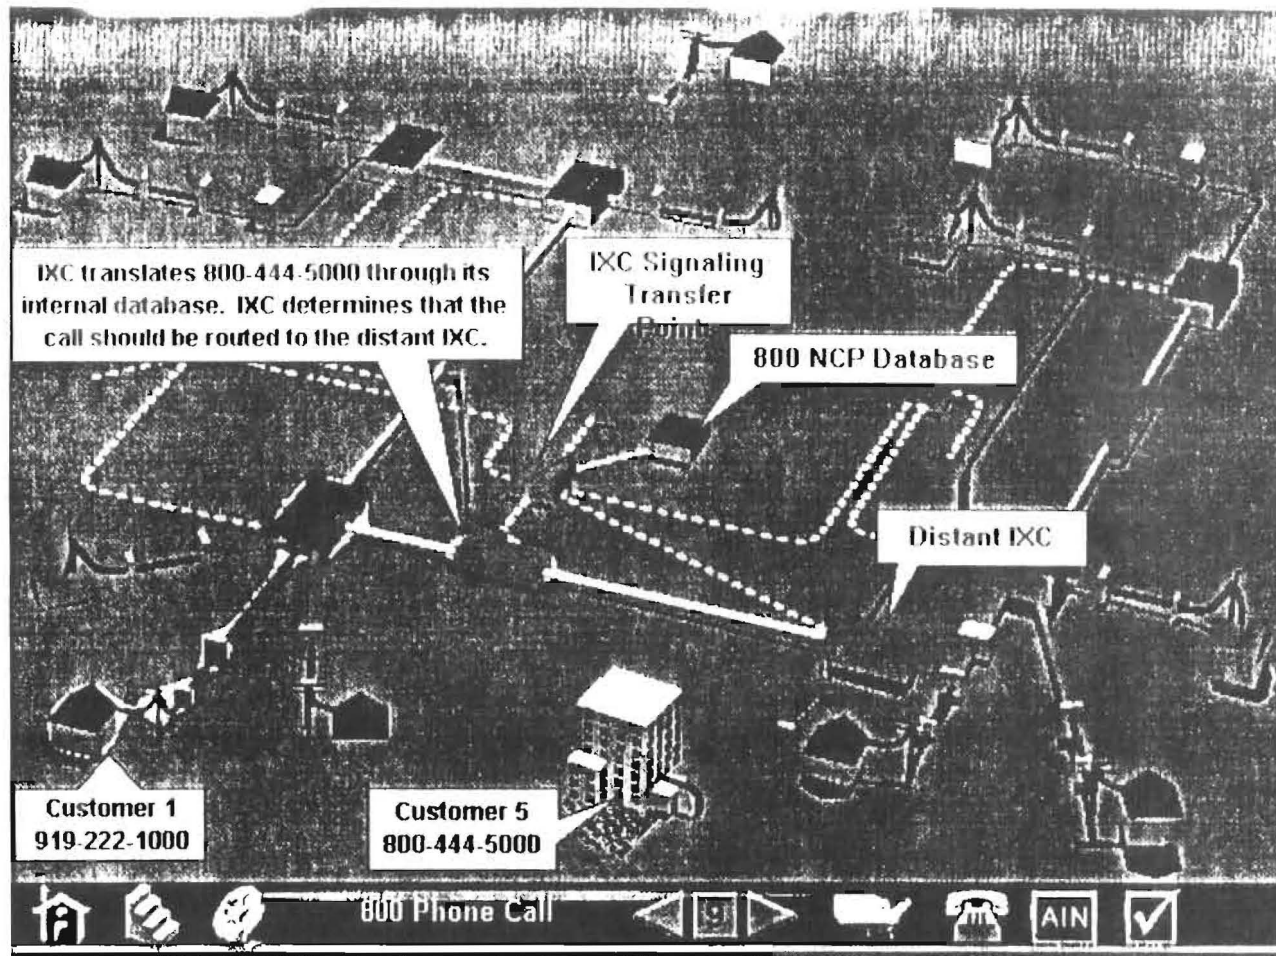 IXC translates 800-444-5000 through its
internal database. IXC determines that the
call should be routed to the distant IXC.
IXC Signaling
Transfer
Point
800 NCP Database
Distant IXC
Customer 1
919-222-1000
Customer 5
800-444-5000
800 Phone Call
9
AIN